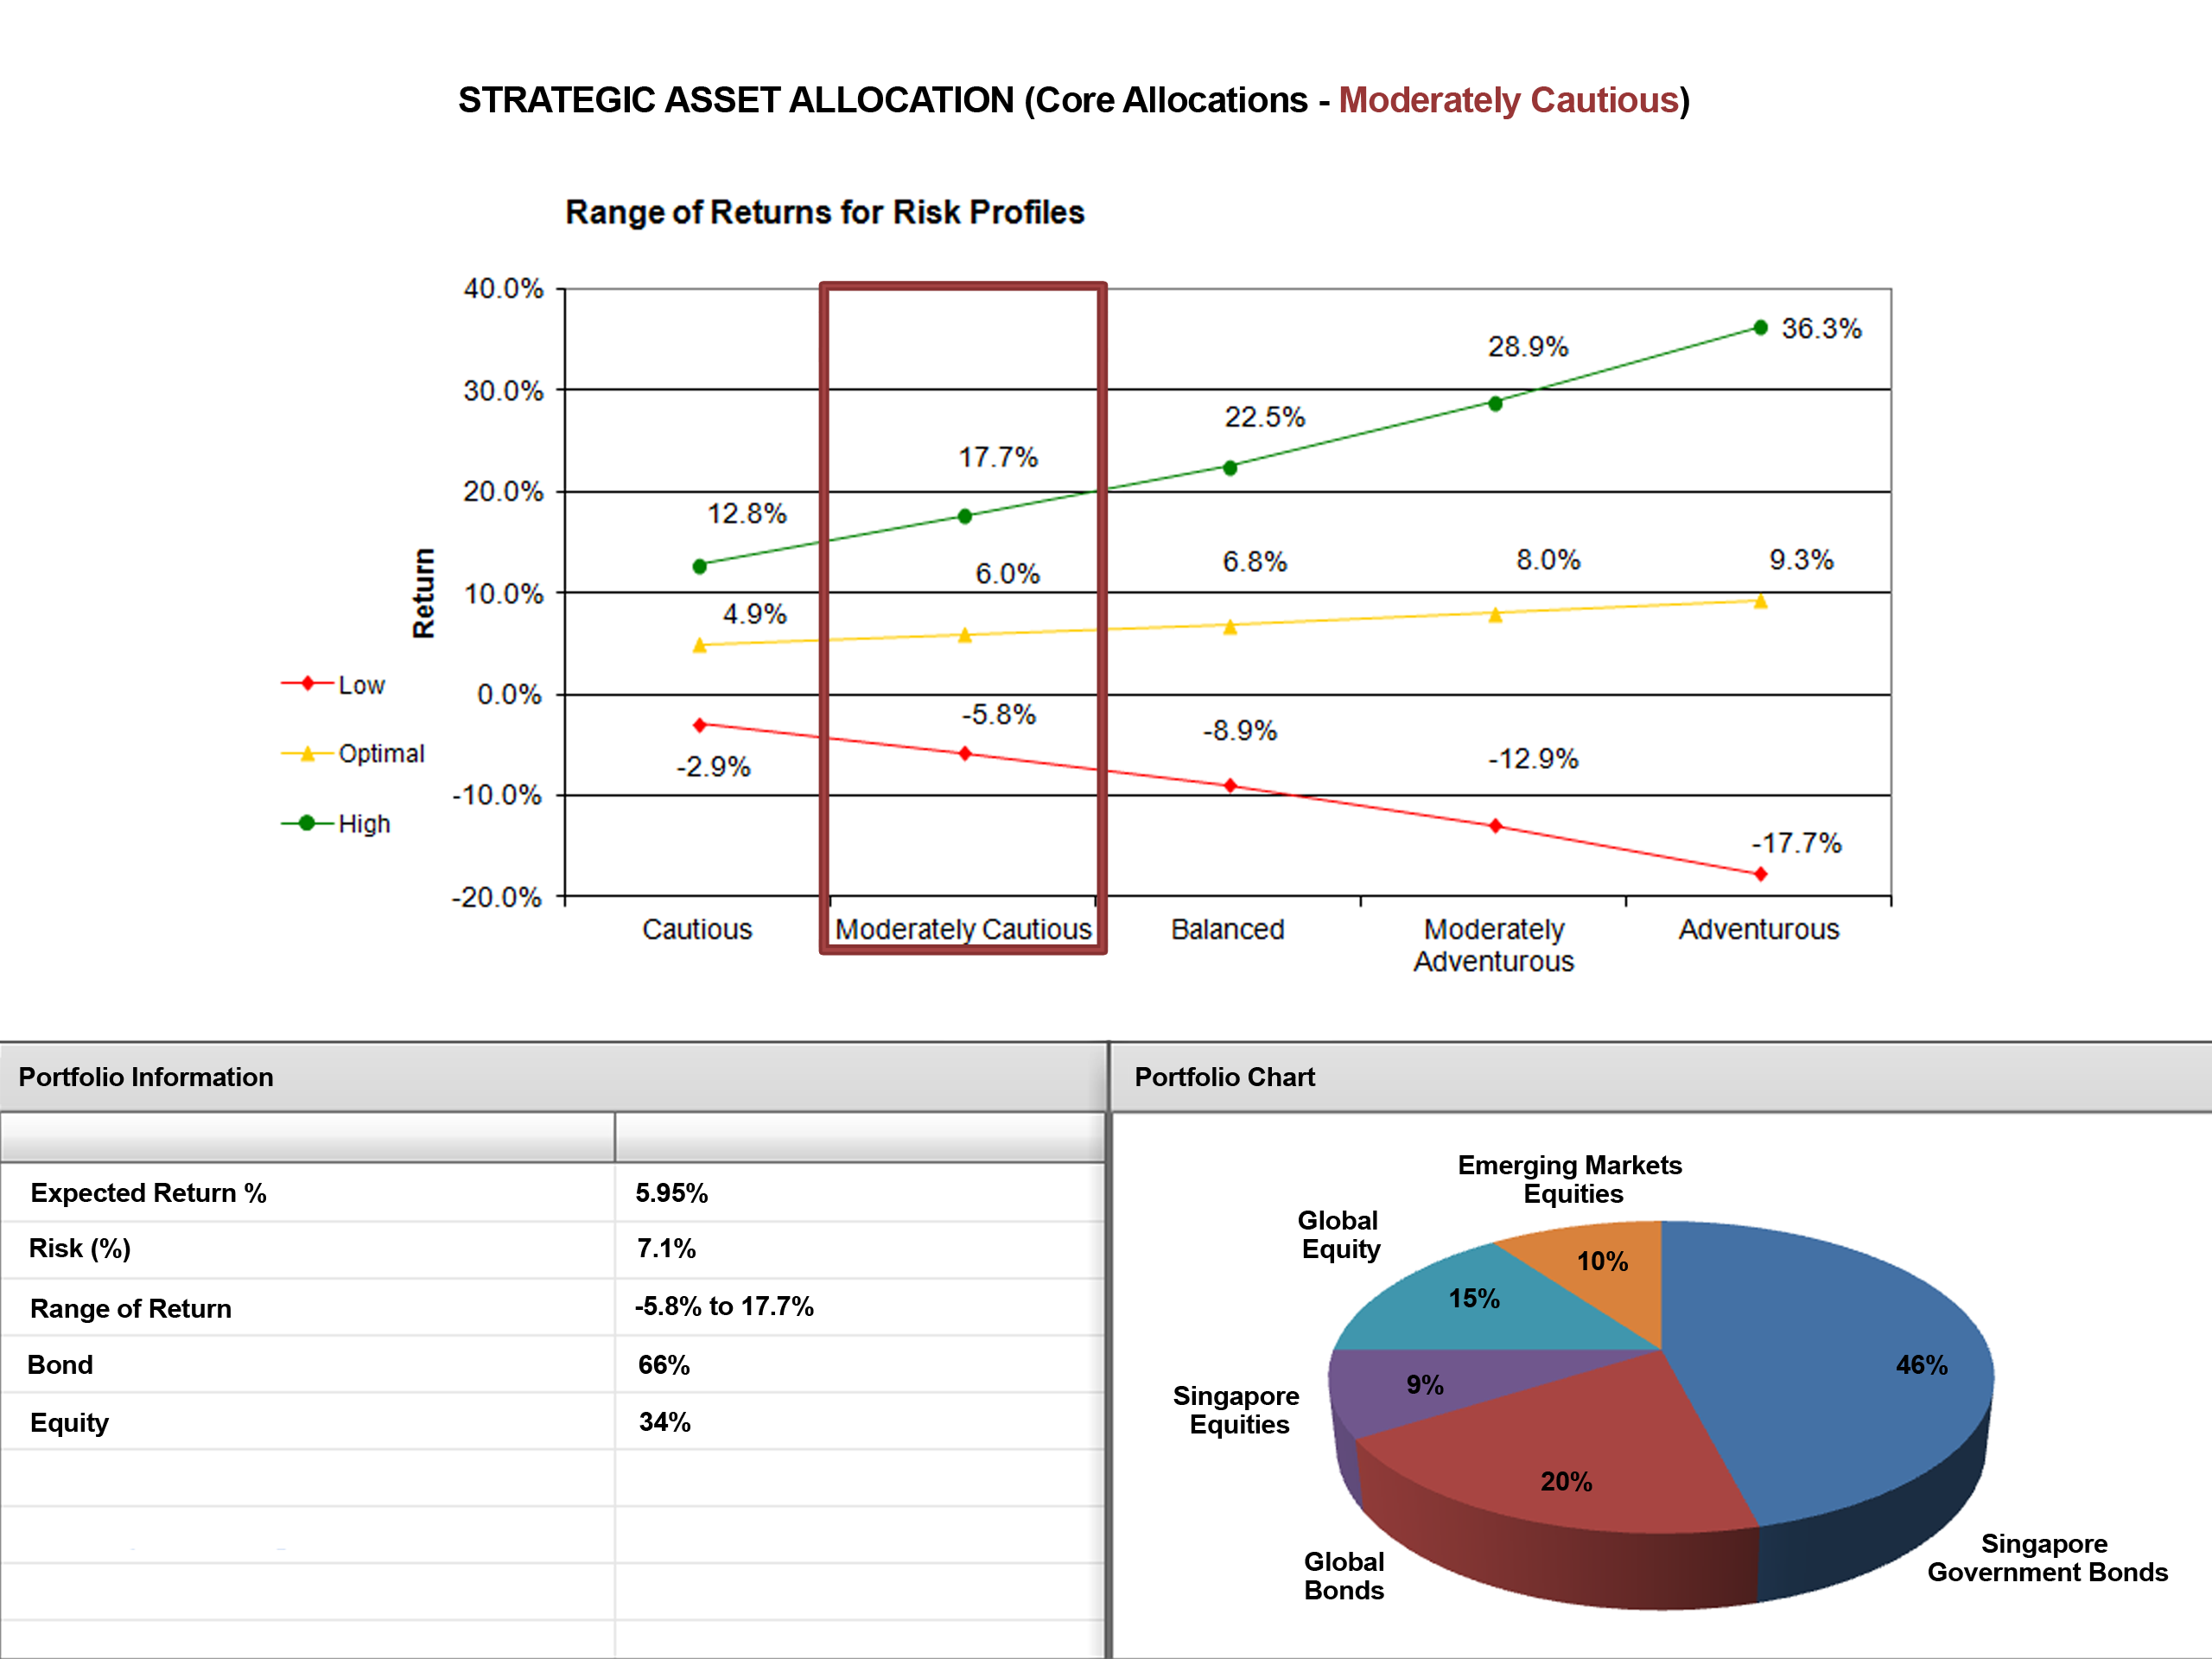 STRATEGIC ASSET ALLOCATION (Core Allocations - Moderately Cautious)
Range of Returns for Risk Profiles
40.0%
30.0%
20.0%
10.0%
0.0%
-10.0%
-20.0%
Return
Low
Optimal
High
12.8%
17.7%
22.5%
28.9%
36.3%
4.9%
6.0%
6.8%
8.0%
9.3%
-2.9%
-5.8%
-8.9%
-12.9%
-17.7%
Cautious
Moderately Cautious
Balanced
Moderately
Adventurous
Adventurous
Portfolio Information
Expected Return % 5.95%
Risk (%) 7.1%
Range of Return -5.8% to 17.7%
Bond 66%
Equity 34%
Portfolio Chart
Emerging Markets
Equities
10%
Global
Equity
15%
Singapore
Equities
9%
46%
20%
Global
Bonds
Singapore
Government Bonds